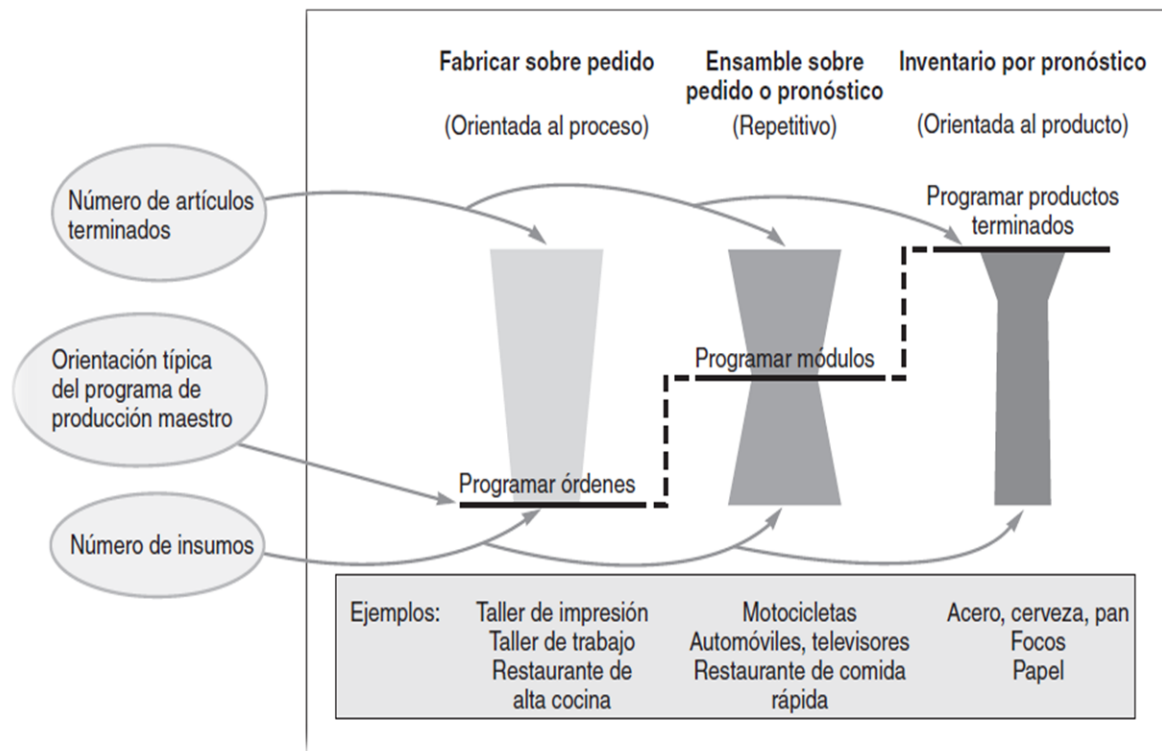 Fabricar sobre pedido
(Orientada al proceso)
Ensamble sobre
pedido o pronóstico
(Repetitivo)
Inventario por pronóstico
(Orientada al producto)
Número de artículos
terminados
Programar productos
terminados
Orientación típica
del programa de
producción maestro
Programar módulos
Programar órdenes
Número de insumos
Ejemplos:
Taller de impresión
Taller de trabajo
Restaurante de
alta cocina
Motocicletas
Automóviles, televisores
Restaurante de comida
rápida
Acero, cerveza, pan
Focos
Papel